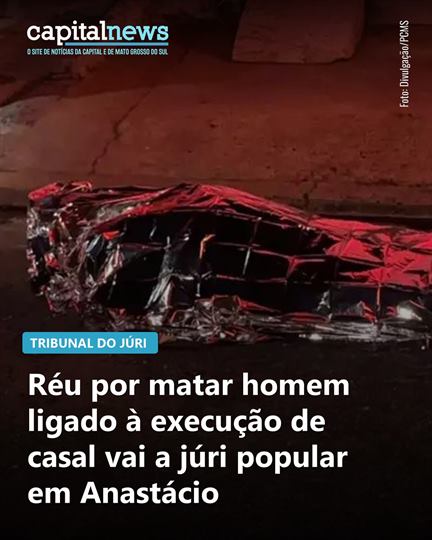 capitalnews
O SITE DE NOTÍCIAS DA CAPITAL E DE MATO GROSSO DO SUL
Foto: Divulgação/PCMS
TRIBUNAL DO JÚRI
Réu por matar homem
ligado à execução de
casal vai a júri popular
em Anastácio